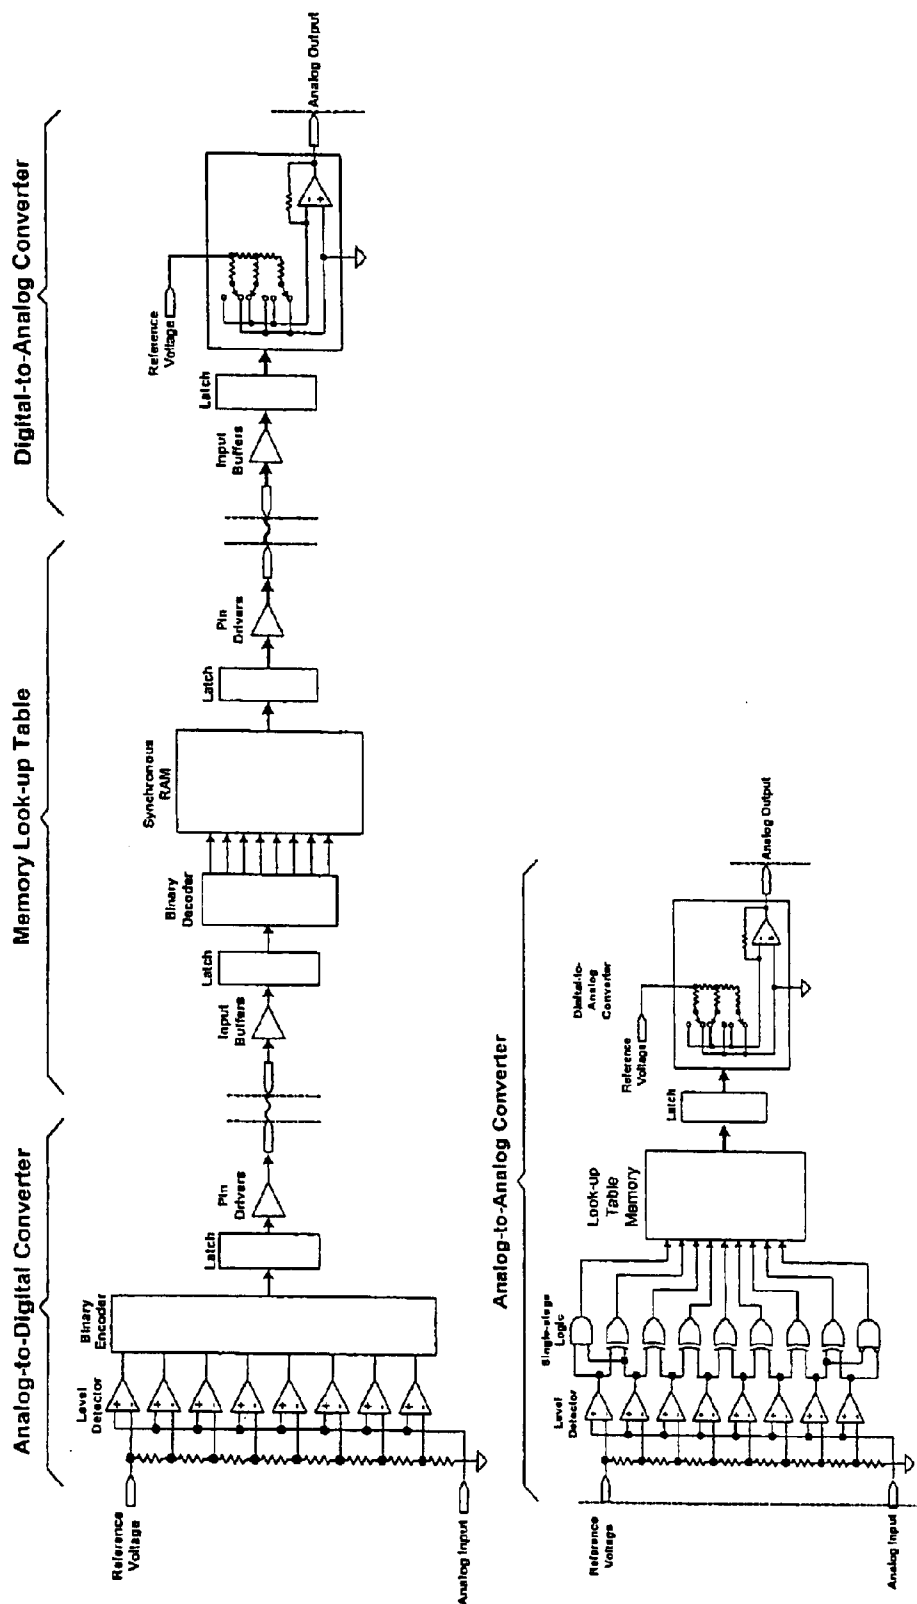 Analog-to-Digital Converter
Memory Look-up Table
Digital-to-Analog Converter
Reference
Voltage
Analog Input
Level
Detector
+
-
+
-
+
-
+
-
+
-
+
-
+
-
+
-
Binary
Encoder
Latch
Pin
Drivers
Input
Buffers
Latch
Binary
Decoder
Synchronous
RAM
Latch
Pin
Drivers
Input
Buffers
Latch
Reference
Voltage
-
+
Analog Output
Analog-to-Analog Converter
Reference
Voltage
Analog Input
Level
Detector
+
-
+
-
+
-
+
-
+
-
+
-
+
-
+
-
Single-stage
Logic
Look-up
Table
Memory
Latch
Reference
Voltage
Digital-to-
Analog
Converter
-
+
Analog Output